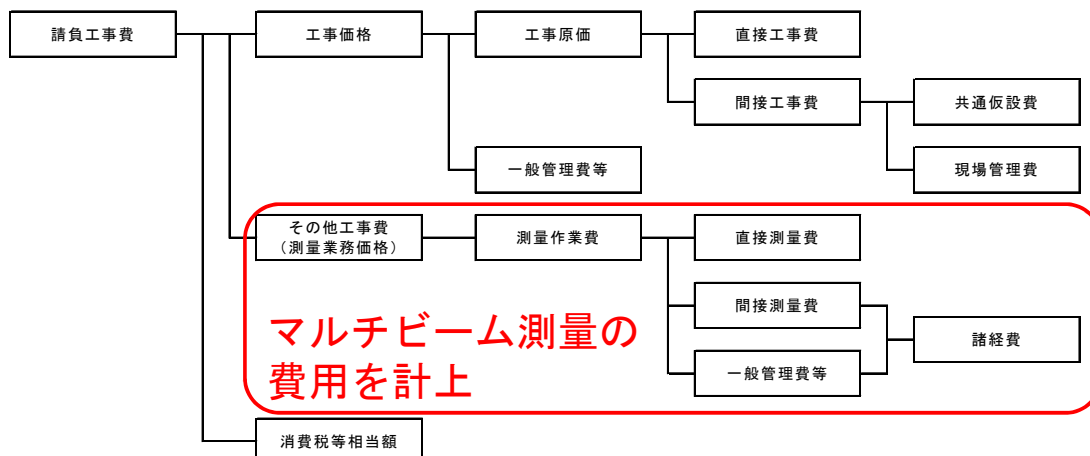 請負工事費
工事価格
工事原価
直接工事費
間接工事費
共通仮設費
一般管理費等
現場管理費
その他工事費
（測量業務価格）
測量作業費
直接測量費
間接測量費
マルチビーム測量の
費用を計上
諸経費
一般管理費等
消費税等相当額